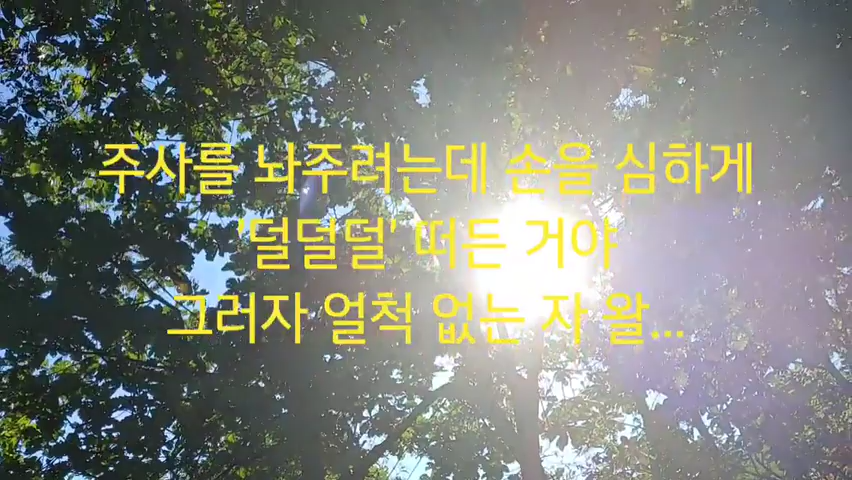 주사를 놔주려는데 손을 심하게
'덜덜덜' 떠든 거야
그러자 얼척 없는 자 왈...